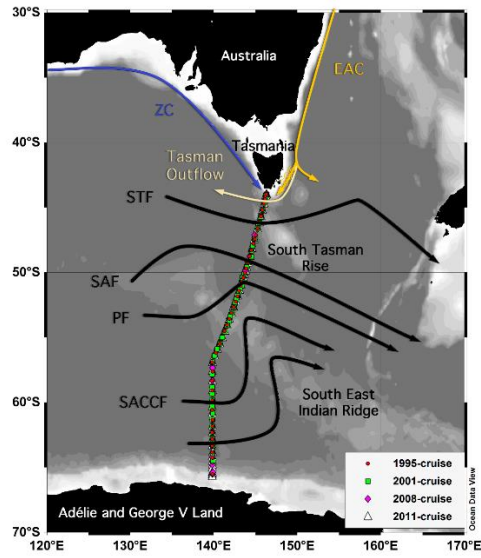 30°S
Australia
EAC
ZC
40°S
Tasmania
Tasman
Outflow
STF
South Tasman
Rise
50°S
SAF
PF
60°S
SACCF
South East
Indian Ridge
1995-cruise
2001-cruise
2008-cruise
2011-cruise
Adélie and George V Land
Ocean Data View
70°S
120°E
130°E
140°E
150°E
160°E
170°E